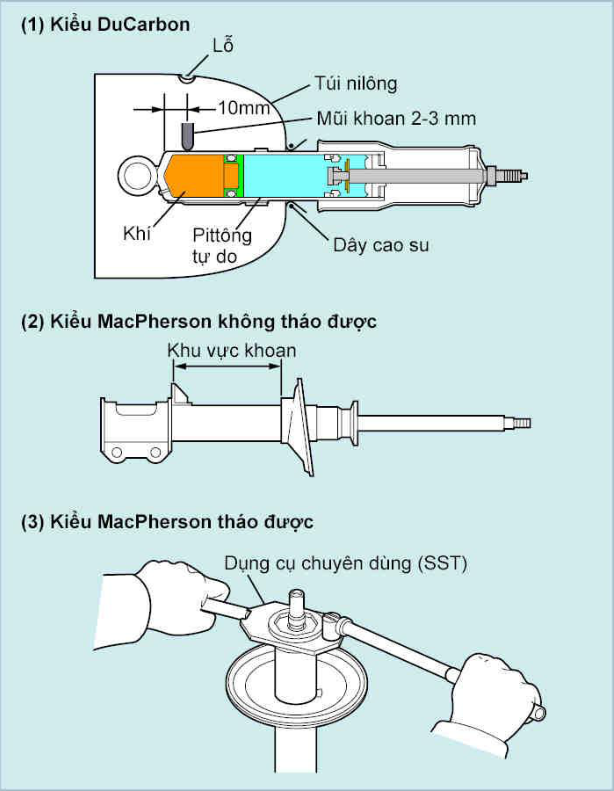 (1) Kiểu DuCarbon
Lỗ
Túi nilông
10mm
Mũi khoan 2-3 mm
Khí
Pittông
tự do
Dây cao su
(2) Kiểu MacPherson không tháo được
Khu vực khoan
(3) Kiểu MacPherson tháo được
Dụng cụ chuyên dùng (SST)